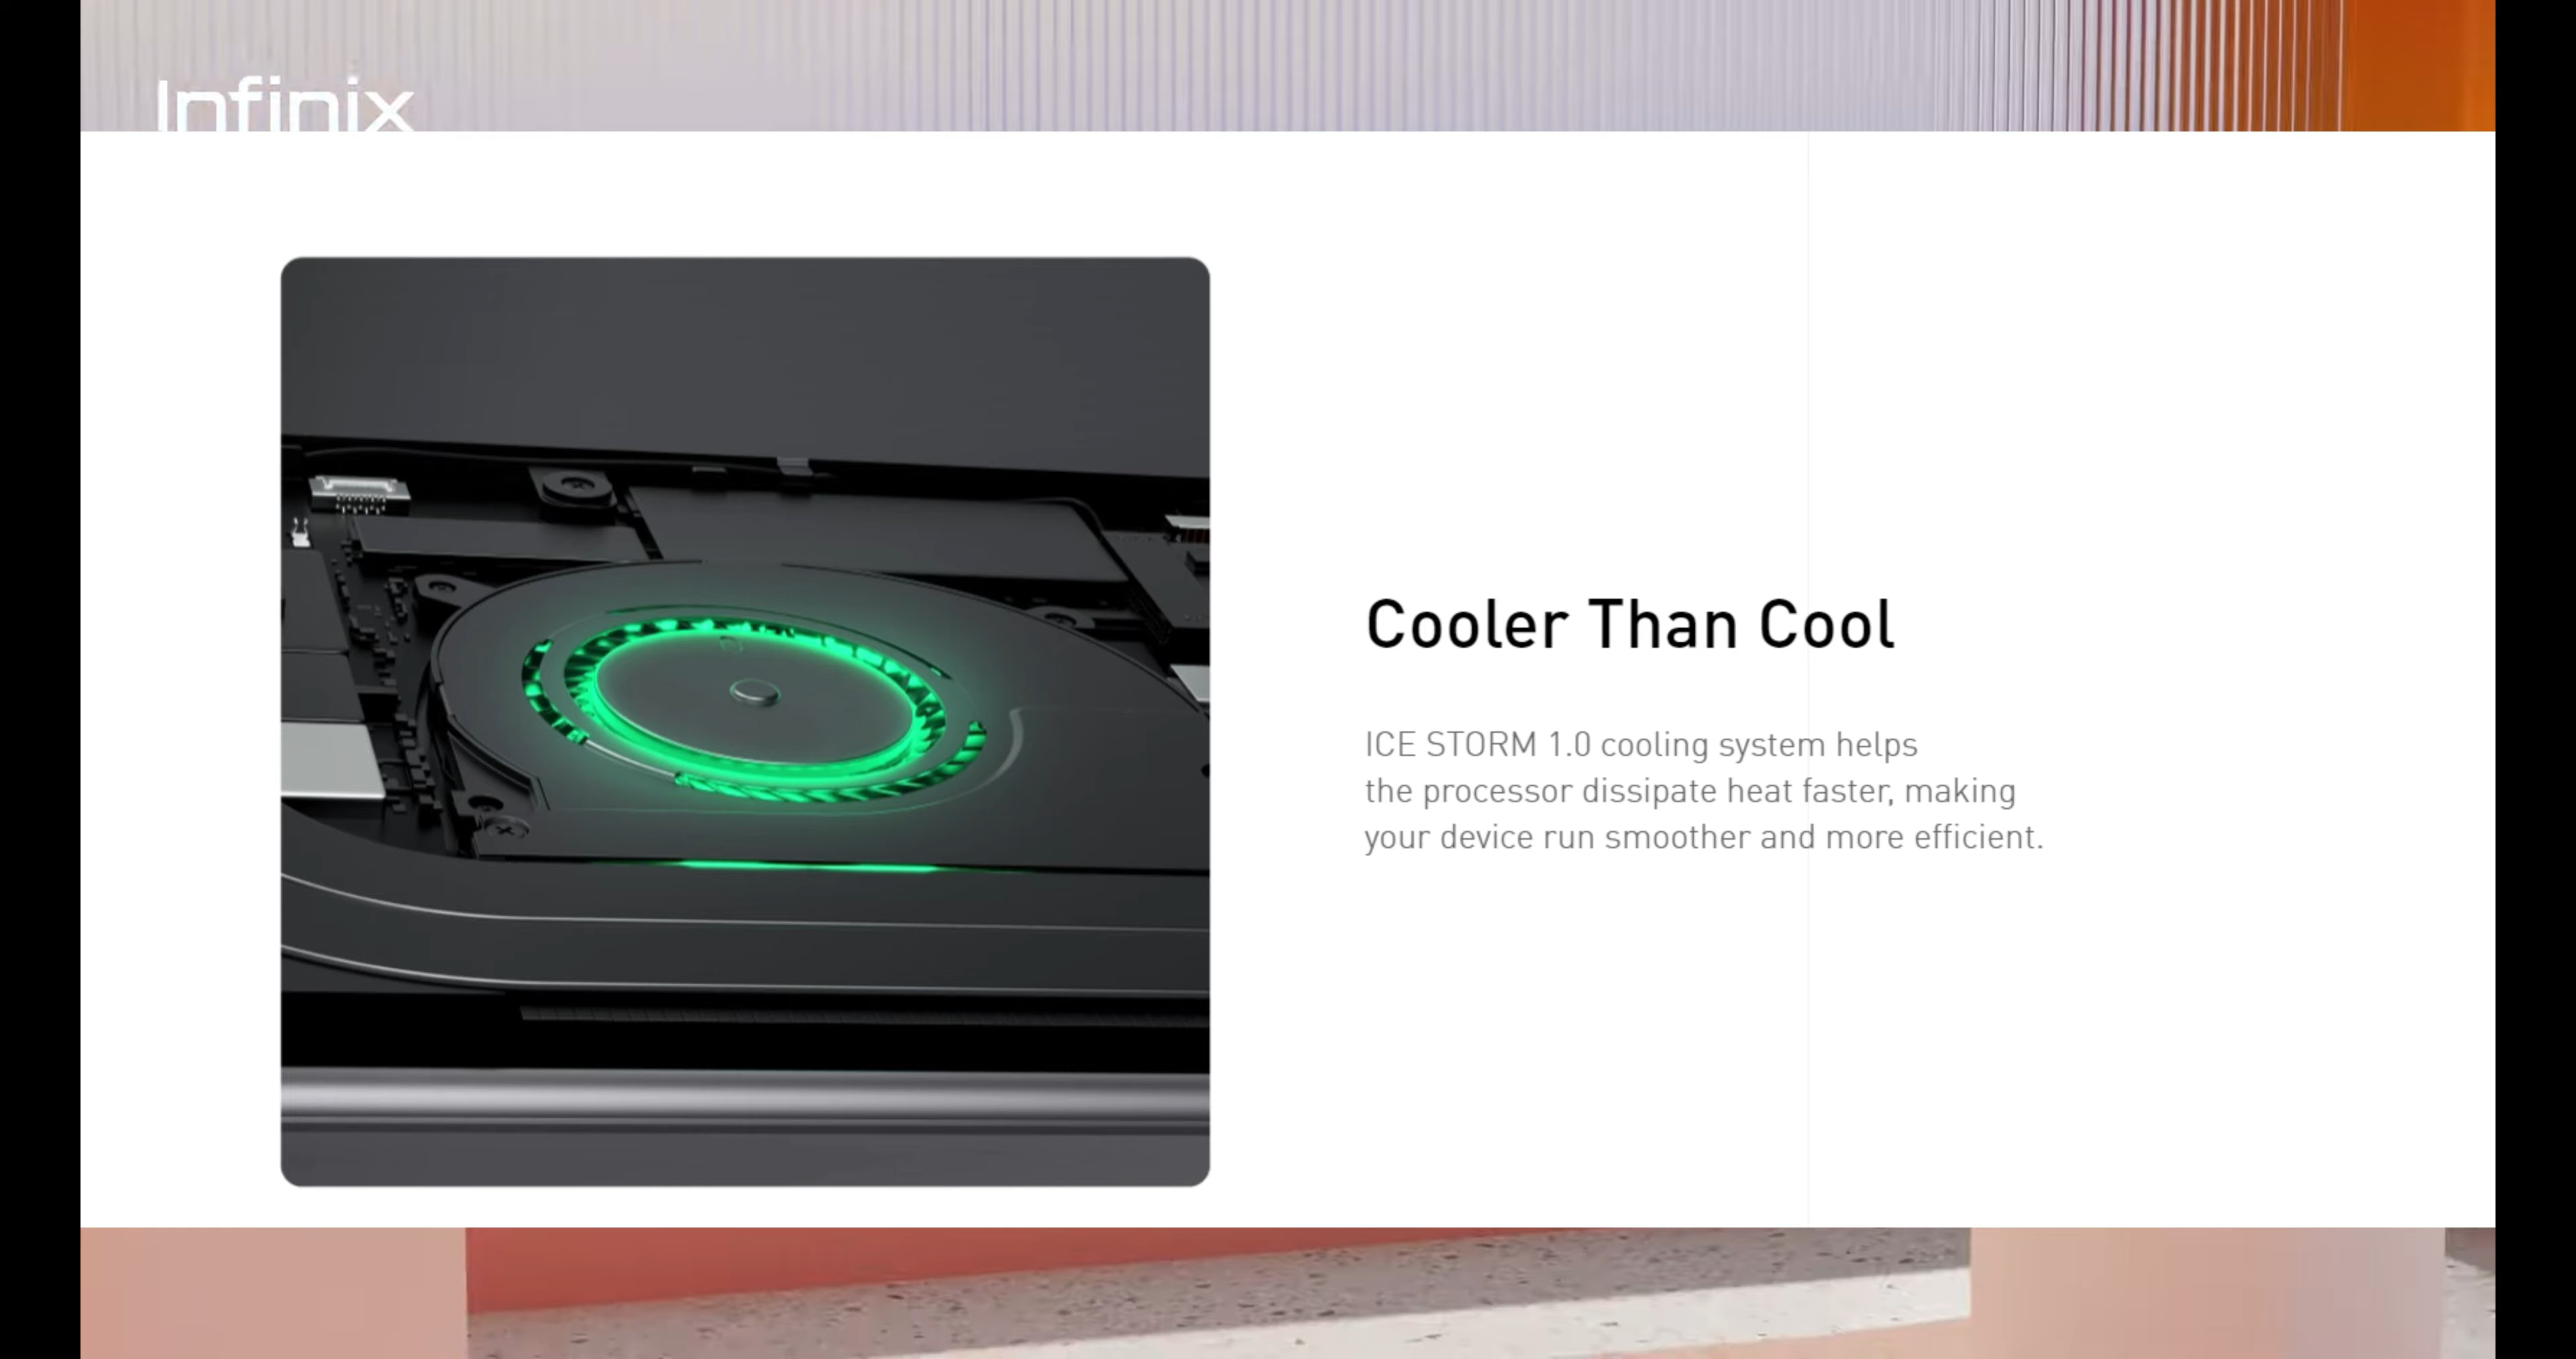 Infinix
Cooler Than Cool
ICE STORM 1.0 cooling system helps
the processor dissipate heat faster, making
your device run smoother and more efficient.